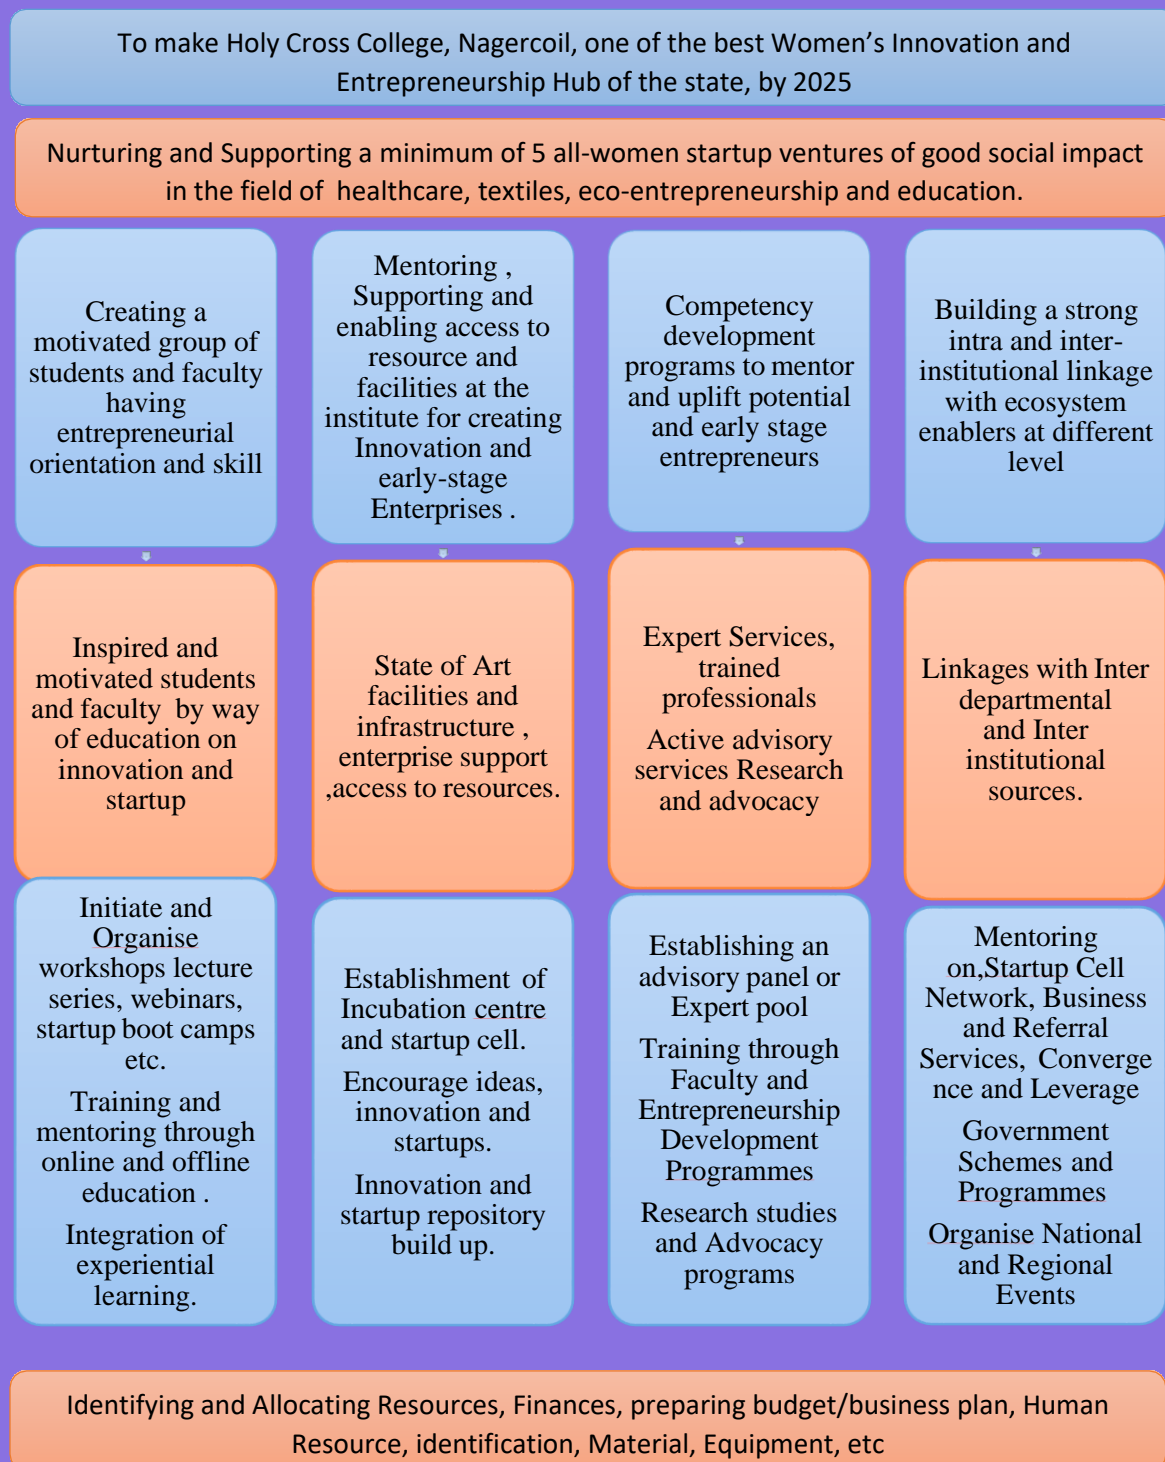 To make Holy Cross College, Nagercoil, one of the best Women’s Innovation and
Entrepreneurship Hub of the state, by 2025
Nurturing and Supporting a minimum of 5 all-women startup ventures of good social impact
in the field of healthcare, textiles, eco-entrepreneurship and education.
Creating a
motivated group of
students and faculty
having
entrepreneurial
orientation and skill
Mentoring ,
Supporting and
enabling access to
resource and
facilities at the
institute for creating
Innovation and
early-stage
Enterprises .
Competency
development
programs to mentor
and uplift potential
and early stage
entrepreneurs
Building a strong
intra and inter-
institutional linkage
with ecosystem
enablers at different
level
Inspired and
motivated students
and faculty by way
of education on
innovation and
startup
State of Art
facilities and
infrastructure ,
enterprise support
,access to resources.
Expert Services,
trained
professionals
Active advisory
services Research
and advocacy
Linkages with Inter
departmental
and Inter
institutional
sources.
Initiate and
Organise
workshops lecture
series, webinars,
startup boot camps
etc.
Training and
mentoring through
online and offline
education .
Integration of
experiential
learning.
Establishment of
Incubation centre
and startup cell.
Encourage ideas,
innovation and
startups.
Innovation and
startup repository
build up.
Establishing an
advisory panel or
Expert pool
Training through
Faculty and
Entrepreneurship
Development
Programmes
Research studies
and Advocacy
programs
Mentoring
on,Startup Cell
Network, Business
and Referral
Services, Converge
nce and Leverage
Government
Schemes and
Programmes
Organise National
and Regional
Events
Identifying and Allocating Resources, Finances, preparing budget/business plan, Human
Resource, identification, Material, Equipment, etc